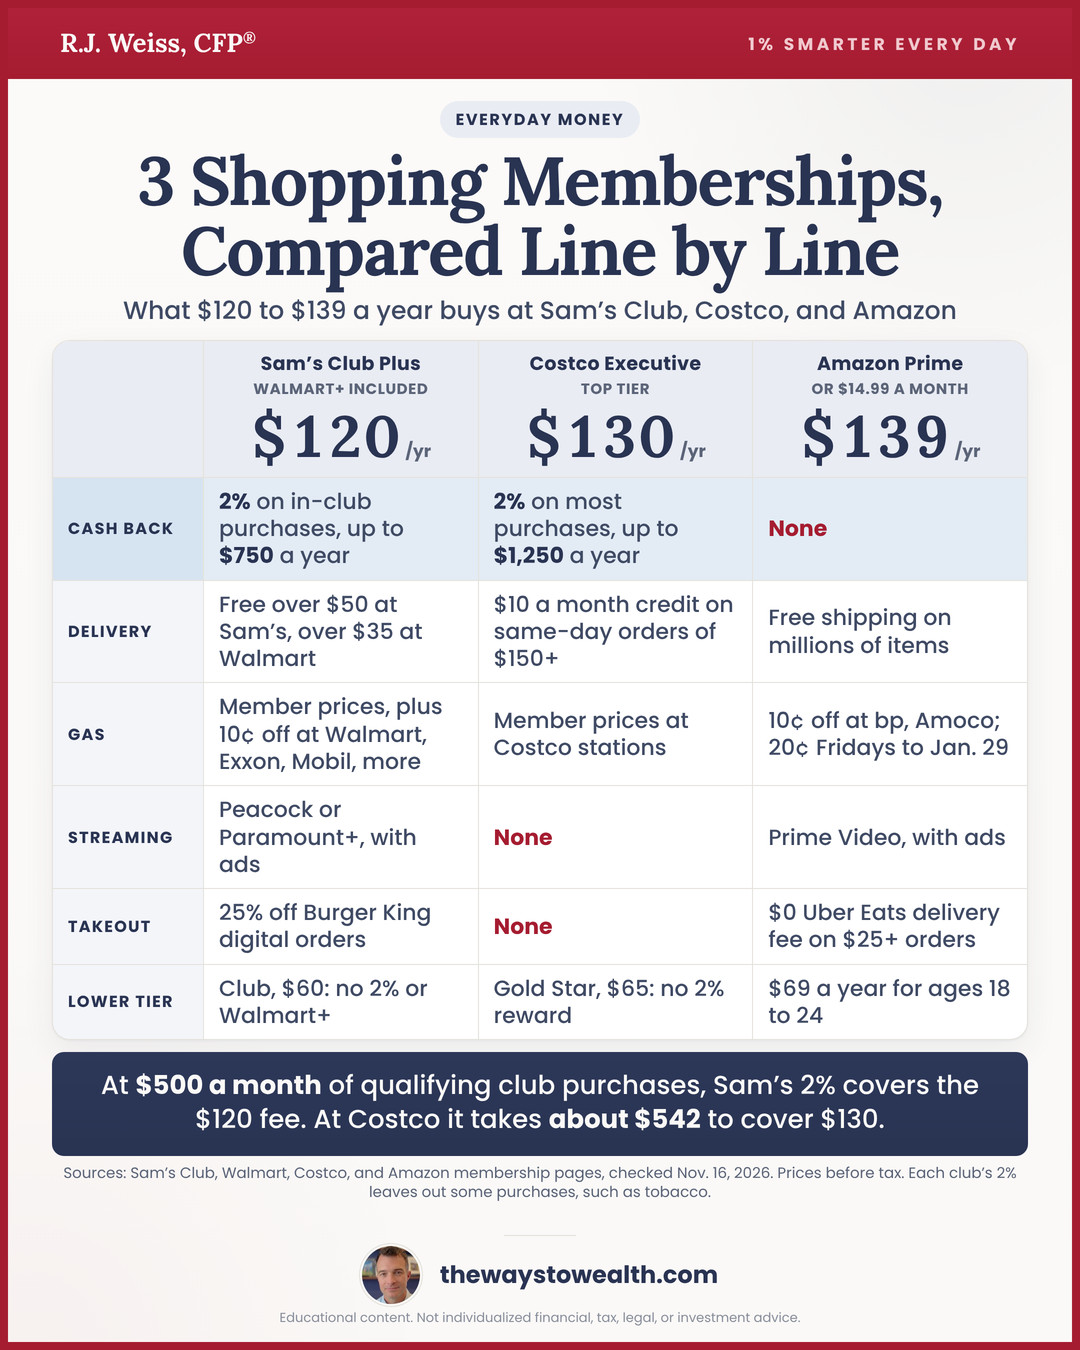 R.J. Weiss, CFP®
1% SMARTER EVERY DAY
EVERYDAY MONEY
3 Shopping Memberships,
Compared Line by Line
What $120 to $139 a year buys at Sam's Club, Costco, and Amazon
Sam's Club Plus
WALMART+ INCLUDED
$120 /yr
Costco Executive
TOP TIER
$130 /yr
Amazon Prime
OR $14.99 A MONTH
$139 /yr
CASH BACK
2% on in-club
purchases, up to
$750 a year
2% on most
purchases, up to
$1,250 a year
None
DELIVERY
Free over $50 at
Sam's, over $35 at
Walmart
$10 a month credit on
same-day orders of
$150+
Free shipping on
millions of items
GAS
Member prices, plus
10¢ off at Walmart,
Exxon, Mobil, more
Member prices at
Costco stations
10¢ off at bp, Amoco;
20¢ Fridays to Jan. 29
STREAMING
Peacock or
Paramount+, with
ads
None
Prime Video, with ads
TAKEOUT
25% off Burger King
digital orders
None
$0 Uber Eats delivery
fee on $25+ orders
LOWER TIER
Club, $60: no 2% or
Walmart+
Gold Star, $65: no 2%
reward
$69 a year for ages 18
to 24
At $500 a month of qualifying club purchases, Sam's 2% covers the
$120 fee. At Costco it takes about $542 to cover $130.
Sources: Sam's Club, Walmart, Costco, and Amazon membership pages, checked Nov. 16, 2026. Prices before tax. Each club's 2%
leaves out some purchases, such as tobacco.
thewaystowealth.com
Educational content. Not individualized financial, tax, legal, or investment advice.